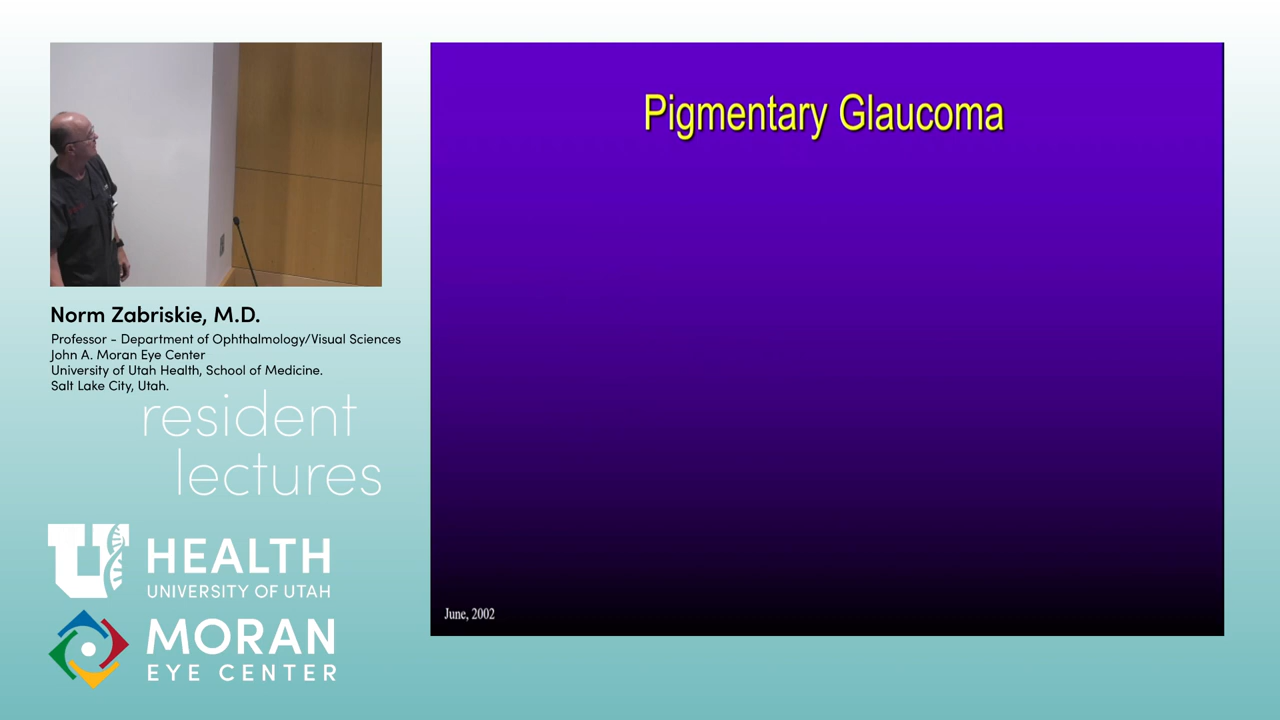 Pigmentary Glaucoma
June, 2002
Norm Zabriskie, M.D.
Professor - Department of Ophthalmology/Visual Sciences
John A. Moran Eye Center
University of Utah Health, School of Medicine.
Salt Lake City, Utah.
resident
lectures
U HEALTH
UNIVERSITY OF UTAH
MORAN
EYE CENTER